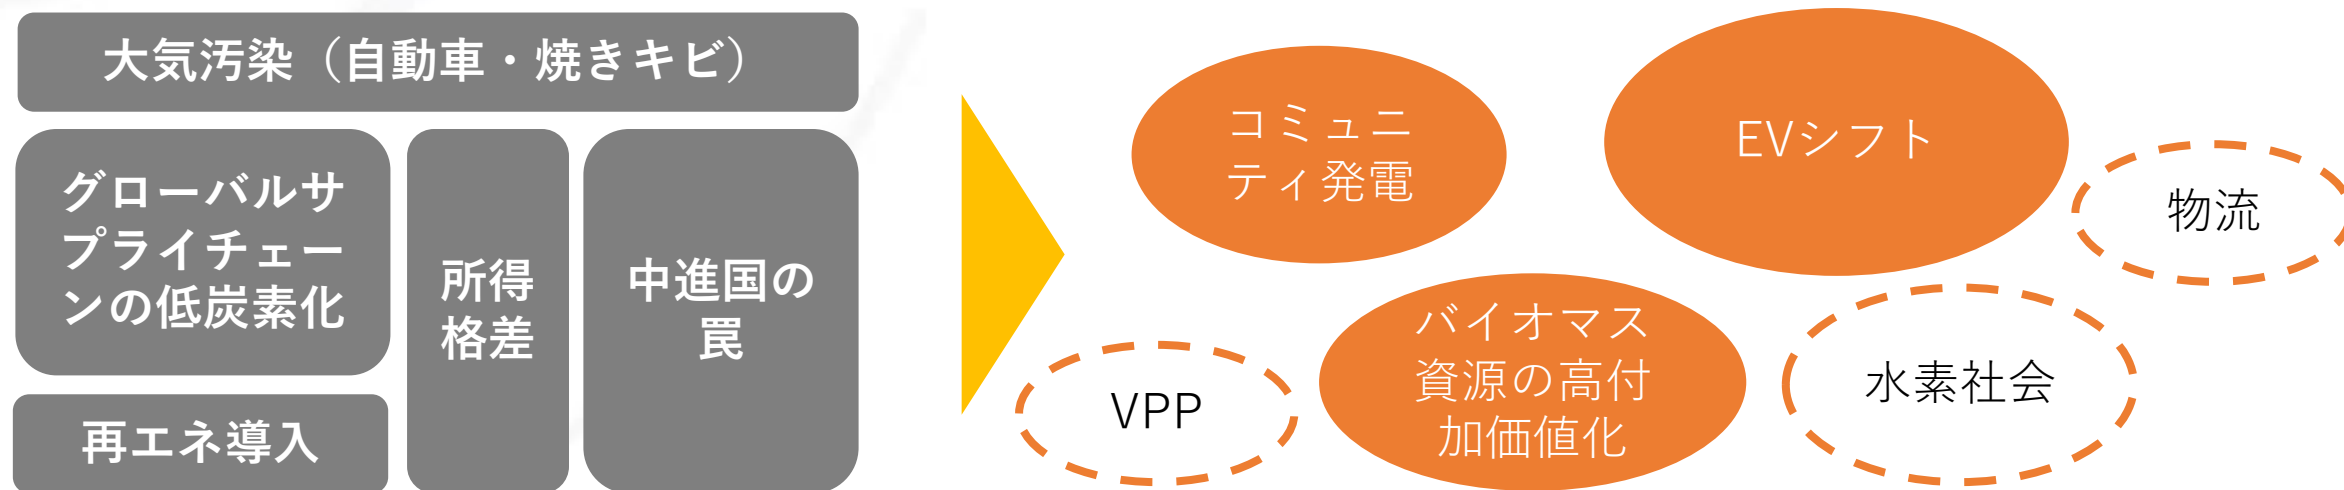 大気汚染（自動車・焼きキビ）
グローバルサ
プライチェー
ンの低炭素化
所得
格差
中進国の
罠
再エネ導入
コミュニ
ティ発電
EVシフト
物流
VPP
バイオマス
資源の高付
加価値化
水素社会